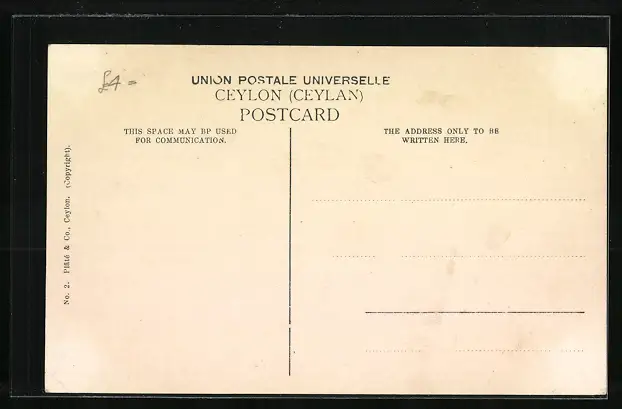 £4 =
UNION POSTALE UNIVERSELLE
CEYLON (CEYLAN)
POSTCARD
THIS SPACE MAY BE USED
FOR COMMUNICATION.
THE ADDRESS ONLY TO BE
WRITTEN HERE.
No. 2. Plâté & Co., Ceylon. (Copyright).